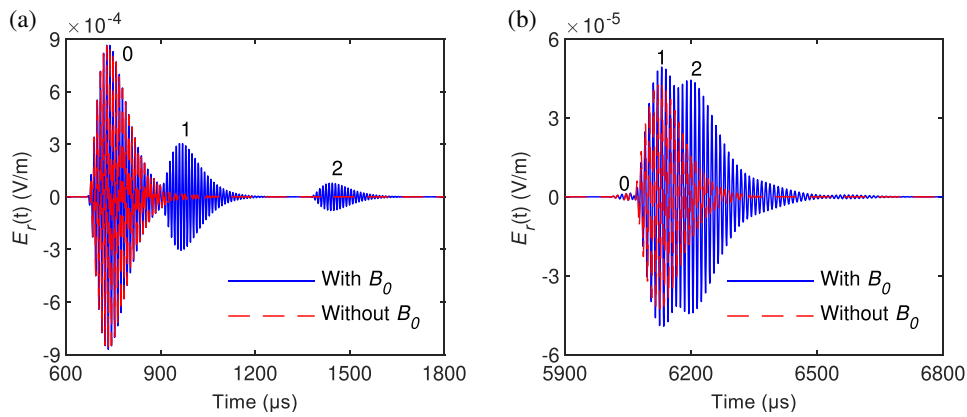 (a)
× 10⁻⁴
9
6
3
0
-3
-6
-9
E_r(t) (V/m)
0
1
2
With B_0
Without B_0
600 900 1200 1500 1800
Time (μs)
(b)
× 10⁻⁵
6
3
0
-3
-6
E_r(t) (V/m)
0
1
2
With B_0
Without B_0
5900 6200 6500 6800
Time (μs)